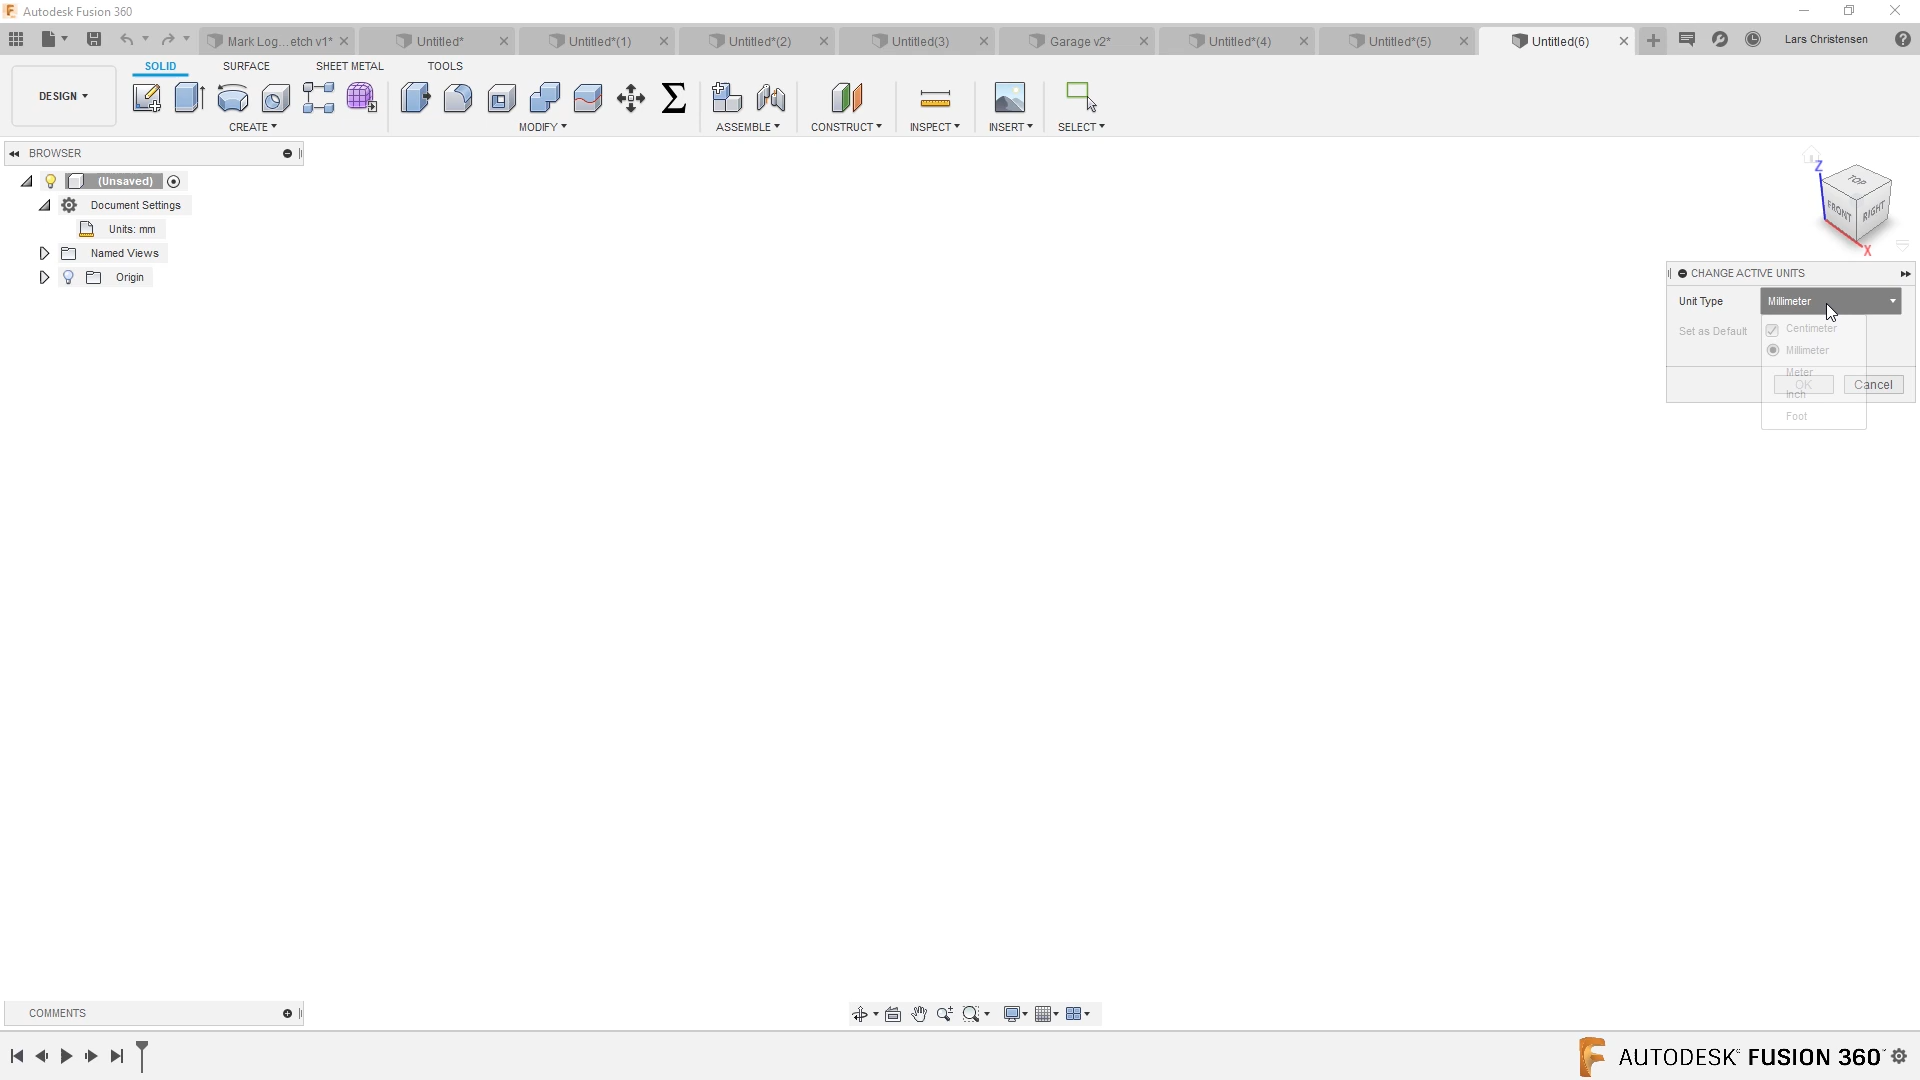 Autodesk Fusion 360
Mark Log...etch v1*
Untitled*
Untitled*(1)
Untitled*(2)
Untitled(3)
Garage v2*
Untitled*(4)
Untitled*(5)
Untitled(6)
Lars Christensen
DESIGN
SOLID
SURFACE
SHEET METAL
TOOLS
CREATE
MODIFY
ASSEMBLE
CONSTRUCT
INSPECT
INSERT
SELECT
BROWSER
(Unsaved)
Document Settings
Units: mm
Named Views
Origin
Z
TOP
FRONT
RIGHT
X
CHANGE ACTIVE UNITS
Unit Type
Millimeter
Set as Default
Centimeter
Millimeter
Meter
OK
Cancel
Inch
Foot
COMMENTS
AUTODESK FUSION 360